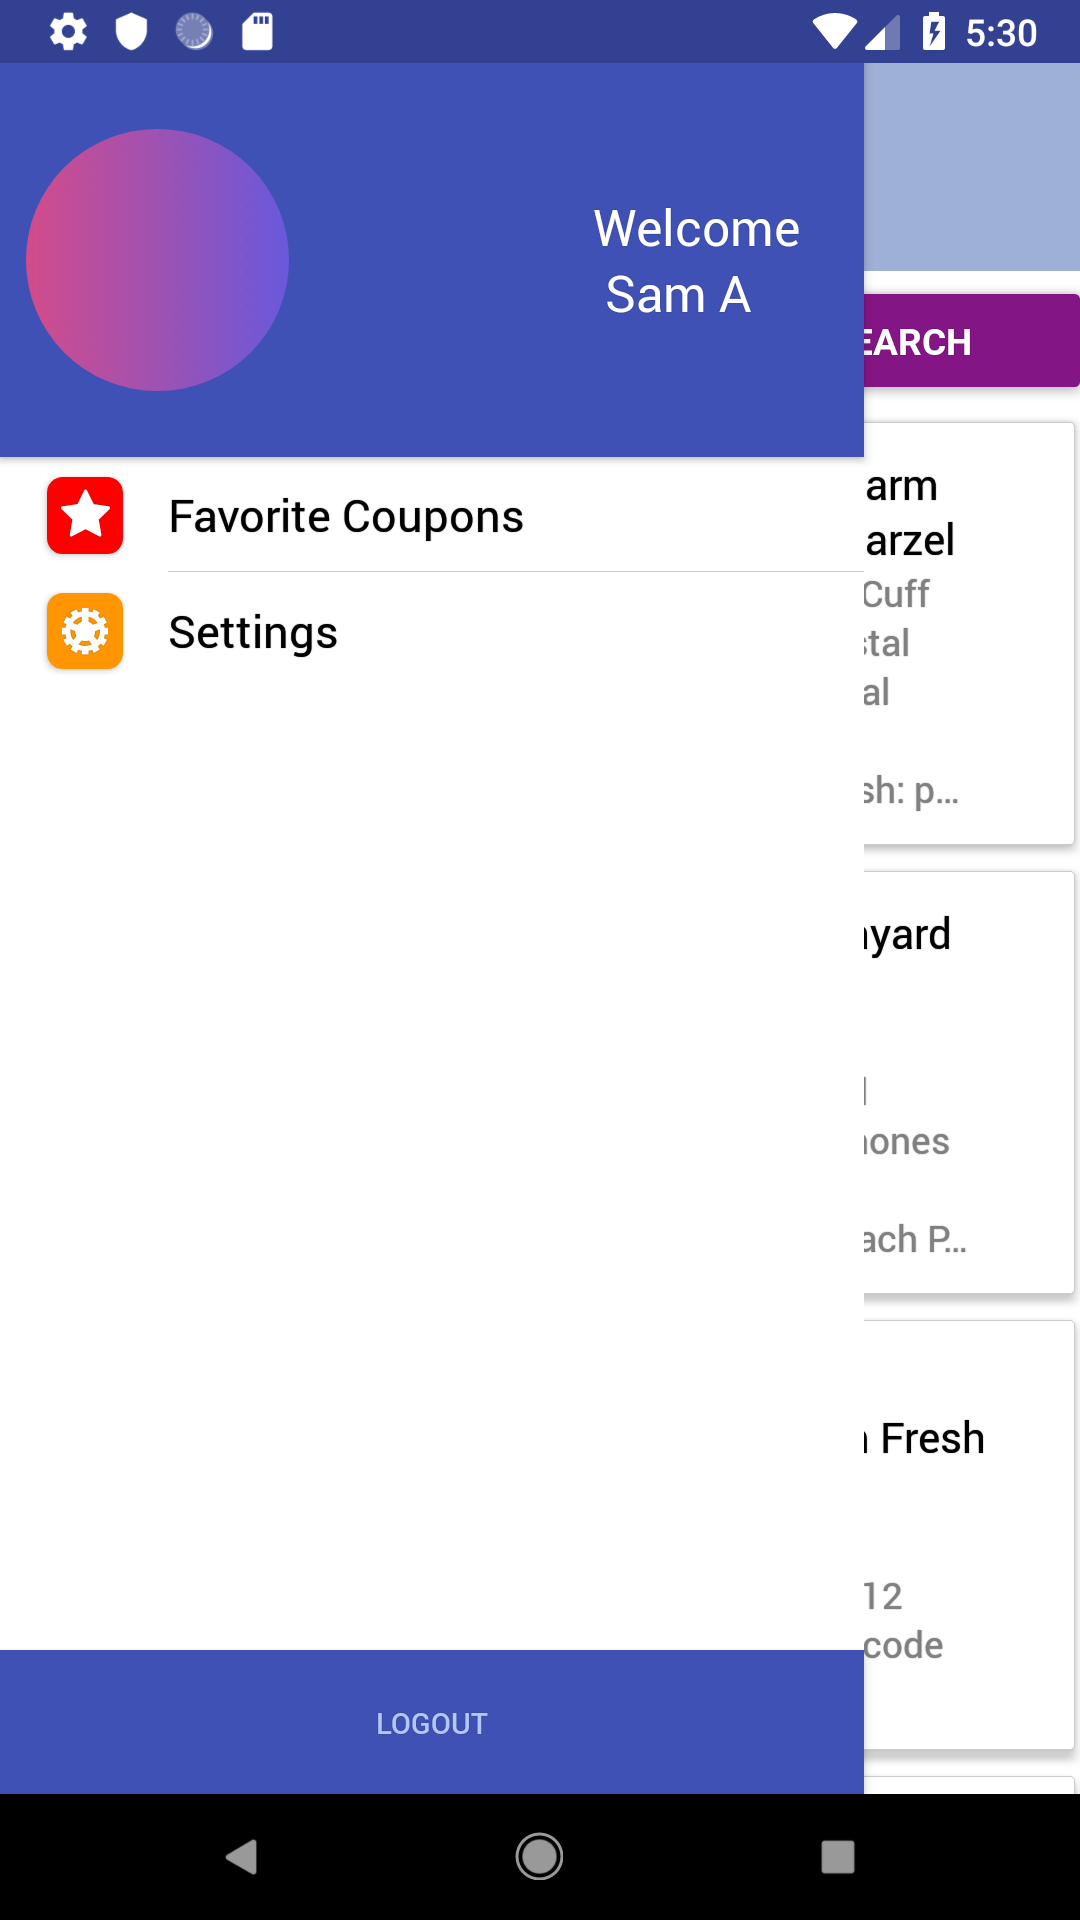 5:30
Welcome
Sam A
EARCH
Favorite Coupons
Settings
arm
arzel
Cuff
stal
al
sh: p...
yard
ones
ach P...
Fresh
12
code
LOGOUT